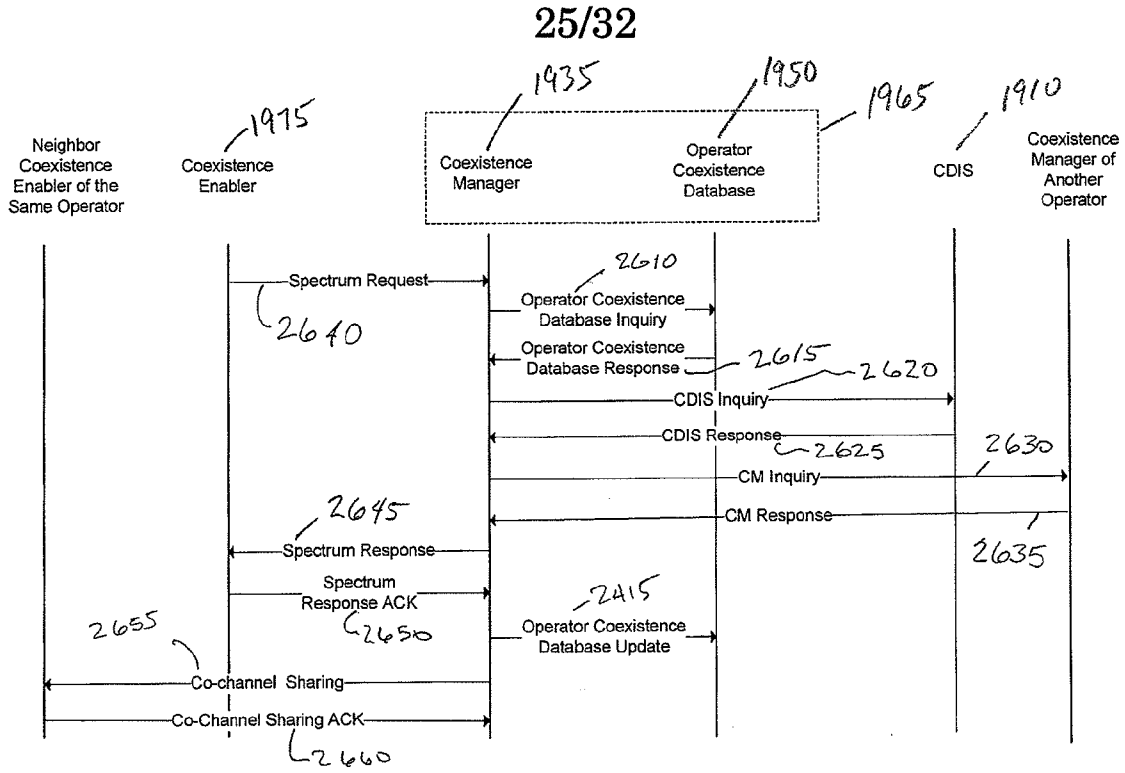 25/32
1935
1950
1965
1910
1975
Neighbor
Coexistence
Enabler of the
Same Operator
Coexistence
Enabler
Coexistence
Manager
Operator
Coexistence
Database
CDIS
Coexistence
Manager of
Another
Operator
Spectrum Request
2640
2610
Operator Coexistence
Database Inquiry
Operator Coexistence
Database Response
2615
2620
CDIS Inquiry
CDIS Response
2625
2630
CM Inquiry
CM Response
2635
2645
Spectrum Response
Spectrum
Response ACK
2650
2415
Operator Coexistence
Database Update
2655
Co-channel Sharing
Co-Channel Sharing ACK
2660